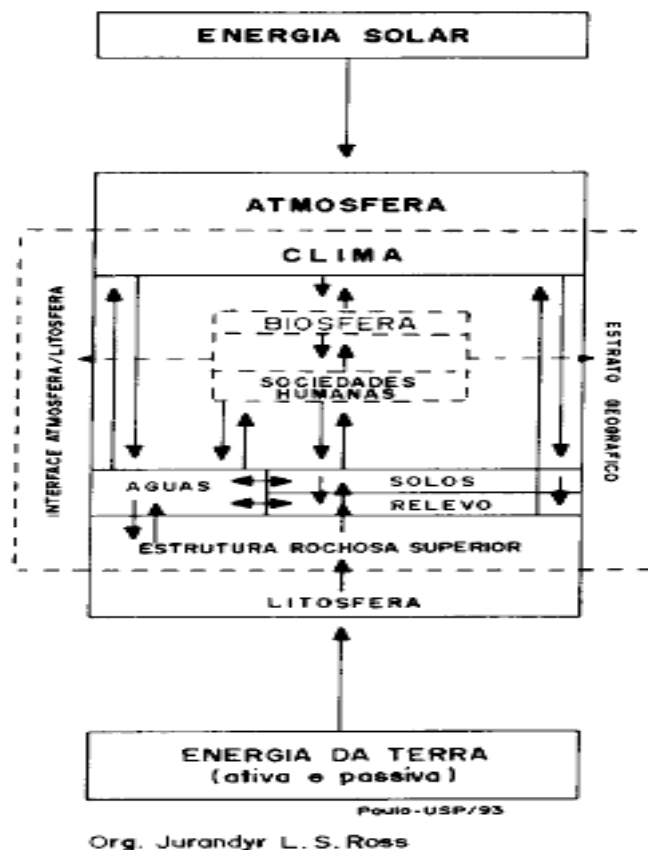 ENERGIA SOLAR
ATMOSFERA
CLIMA
BIOSFERA
SOCIEDADES
HUMANAS
INTERFACE ATMOSFERA/LITOSFERA
ESTRATO GEOGRAFICO
AGUAS
SOLOS
RELEVO
ESTRUTURA ROCHOSA SUPERIOR
LITOSFERA
ENERGIA DA TERRA
(ativa e passiva)
Paulo-USP/93
Org. Jurandyr L.S.Ross